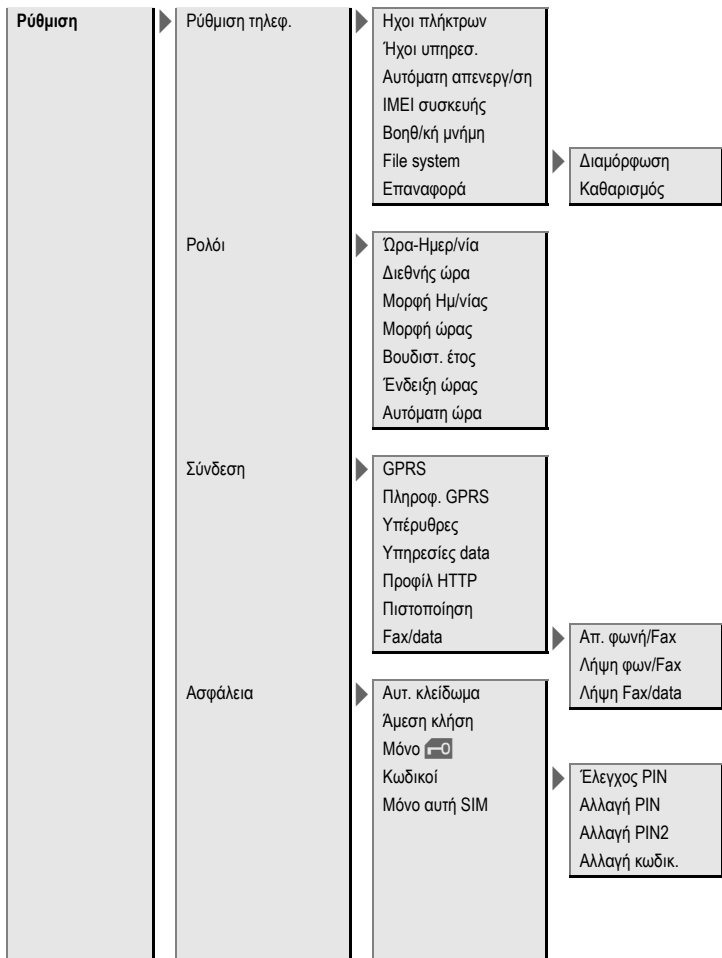 Ρύθμιση
Ρύθμιση τηλεφ.
Ηχοι πλήκτρων
Ήχοι υπηρεσ.
Αυτόματη απενεργ/ση
IMEI συσκευής
Βοηθ/κή μνήμη
File system
Διαμόρφωση
Επαναφορά
Καθαρισμός
Ρολόι
Ώρα-Ημερ/νία
Διεθνής ώρα
Μορφή Ημ/νίας
Μορφή ώρας
Βουδιστ. έτος
Ένδειξη ώρας
Αυτόματη ώρα
Σύνδεση
GPRS
Πληροφ. GPRS
Υπέρυθρες
Υπηρεσίες data
Προφίλ HTTP
Πιστοποίηση
Fax/data
Απ. φωνή/Fax
Λήψη φων/Fax
Λήψη Fax/data
Ασφάλεια
Αυτ. κλείδωμα
Άμεση κλήση
Μόνο
Κωδικοί
Έλεγχος PIN
Μόνο αυτή SIM
Αλλαγή PIN
Αλλαγή PIN2
Αλλαγή κωδικ.